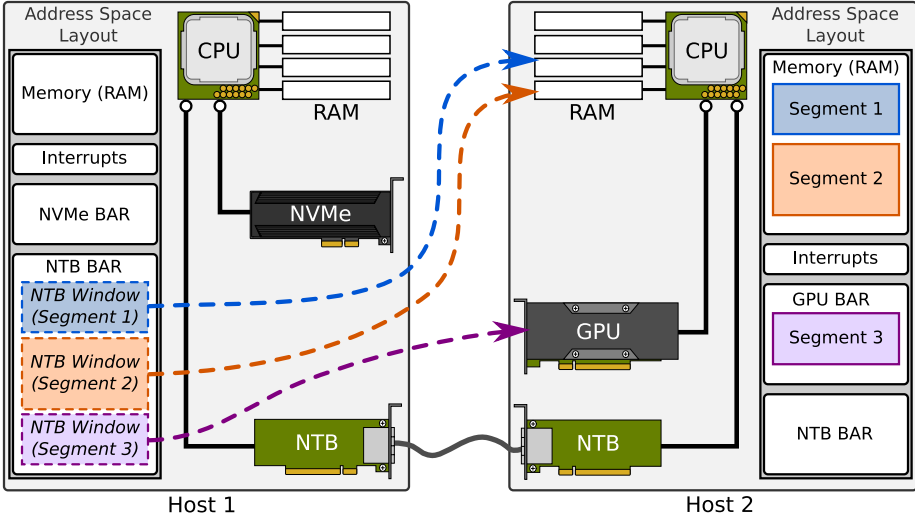 Address Space
Layout
Memory (RAM)
Interrupts
NVMe BAR
NTB BAR
NTB Window
(Segment 1)
NTB Window
(Segment 2)
NTB Window
(Segment 3)
CPU
RAM
NVMe
NTB
Host 1
CPU
RAM
GPU
NTB
Address Space
Layout
Memory (RAM)
Segment 1
Segment 2
Interrupts
GPU BAR
Segment 3
NTB BAR
Host 2